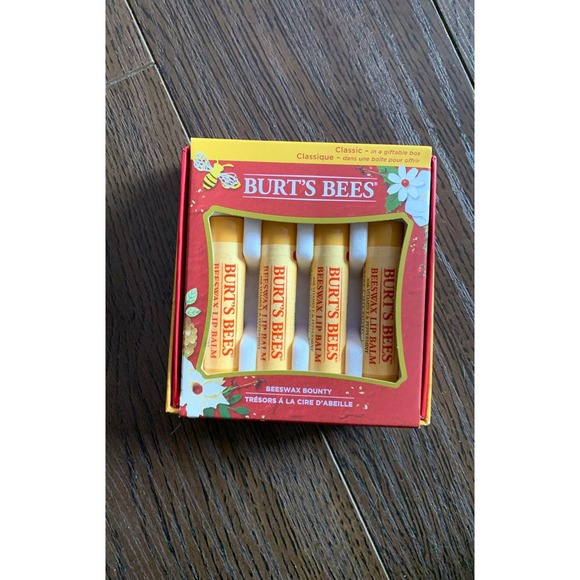 Classic – in a giftable box
Classique – dans une boîte pour offrir
BURT'S BEES®
BURT'S BEES
BEESWAX LIP BALM
BURT'S BEES
BEESWAX LIP BALM
BURT'S BEES
BEESWAX LIP BALM
BURT'S BEES
BEESWAX LIP BALM
BEESWAX BOUNTY
TRÉSORS À LA CIRE D'ABEILLE